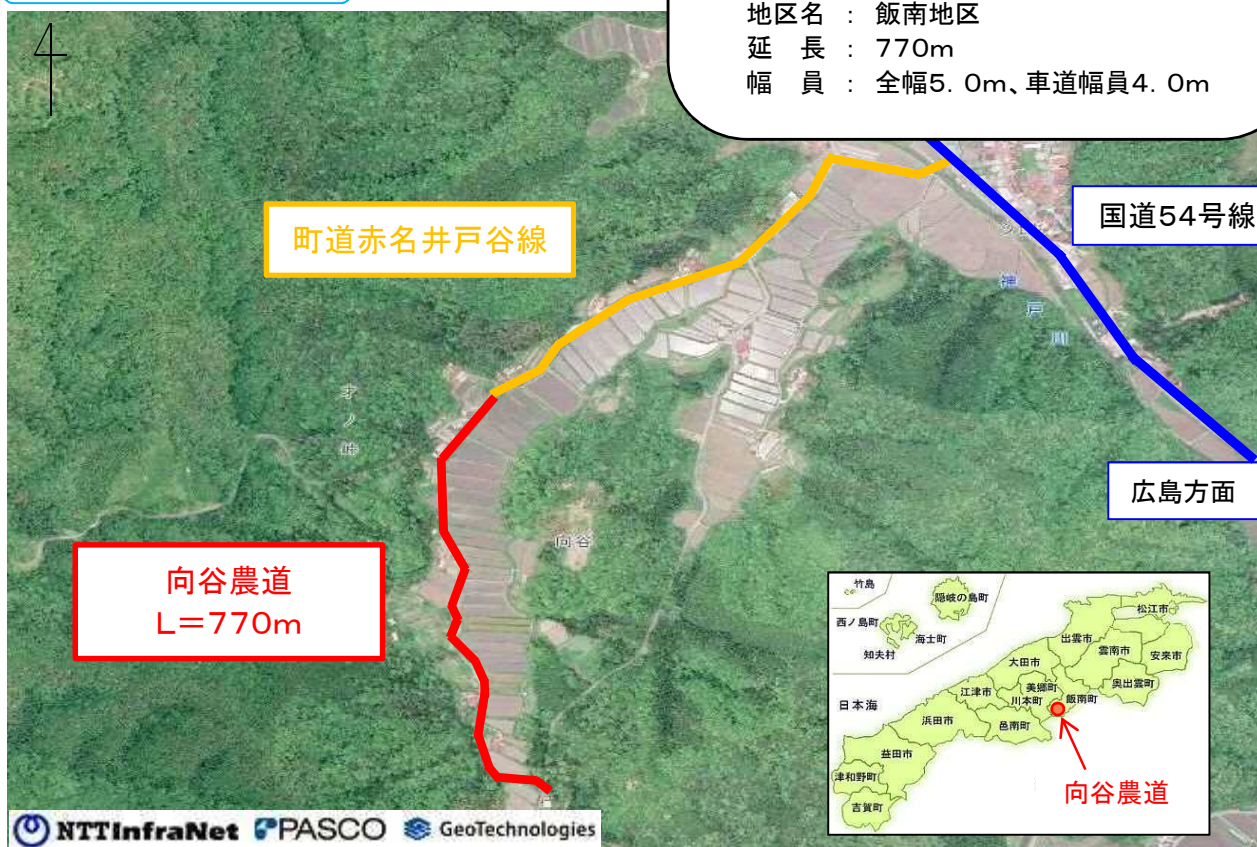 地区名 : 飯南地区
延 長 : 770m
幅 員 : 全幅5.0m、車道幅員4.0m
町道赤名井戸谷線
国道54号線
神戸川
才ノ峠
広島方面
向谷
向谷農道
L=770m
竹島
隠岐の島町
西ノ島町
海士町
知夫村
松江市
出雲市
雲南市
安来市
大田市
奥出雲町
美郷町
江津市
川本町
飯南町
日本海
浜田市
邑南町
益田市
津和野町
吉賀町
向谷農道
NTTInfraNet PASCO GeoTechnologies